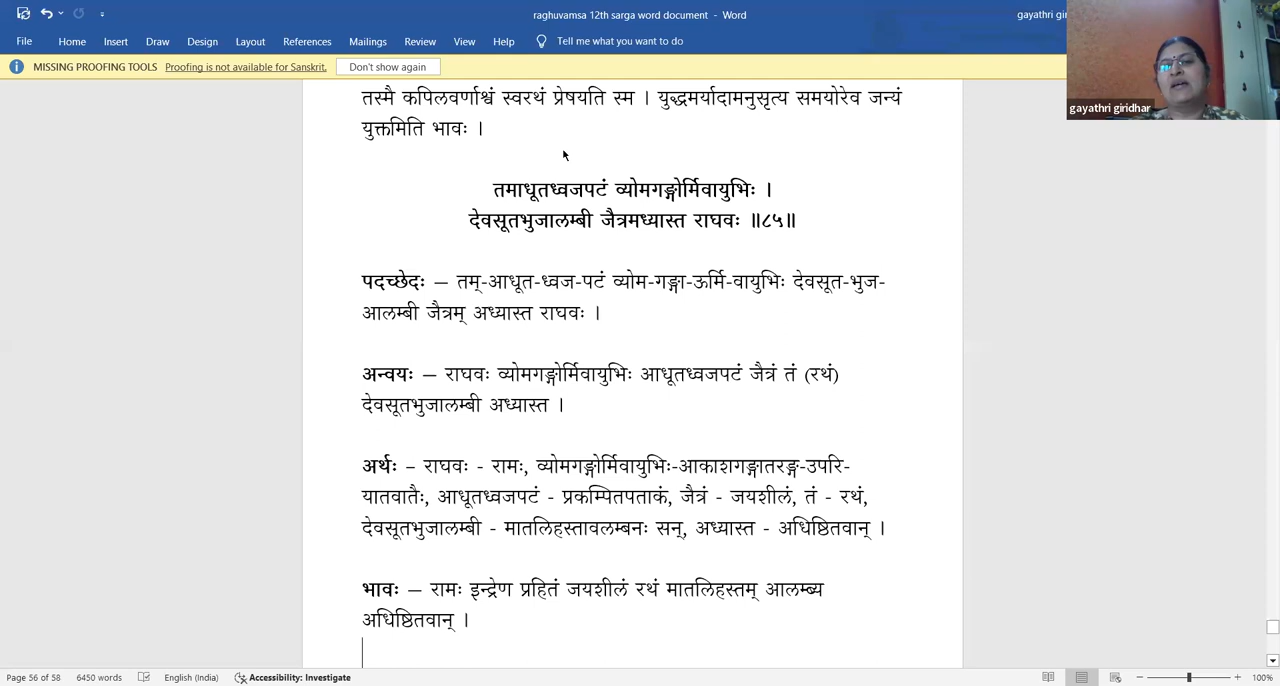 raghuvamsa 12th sarga word document - Word
gayathri gir
File Home Insert Draw Design Layout References Mailings Review View Help Tell me what you want to do
MISSING PROOFING TOOLS Proofing is not available for Sanskrit. Don't show again
gayathri giridhar
तस्मै कपिलवर्णाश्वं स्वरथं प्रेषयति स्म । युद्धमर्यादामनुसृत्य समयोरेव जन्यं
युक्तमिति भावः ।
तमाधूतध्वजपटं व्योमगङ्गोर्मिवायुभिः ।
देवसूतभुजालम्बी जैत्रमध्यास्त राघवः ॥८५॥
पदच्छेदः – तम्-आधूत-ध्वज-पटं व्योम-गङ्गा-ऊर्मि-वायुभिः देवसूत-भुज-
आलम्बी जैत्रम् अध्यास्त राघवः ।
अन्वयः – राघवः व्योमगङ्गोर्मिवायुभिः आधूतध्वजपटं जैत्रं तं (रथं)
देवसूतभुजालम्बी अध्यास्त ।
अर्थः – राघवः - रामः, व्योमगङ्गोर्मिवायुभिः-आकाशगङ्गातरङ्ग-उपरि-
यातवातैः, आधूतध्वजपटं - प्रकम्पितपताकं, जैत्रं - जयशीलं, तं - रथं,
देवसूतभुजालम्बी - मातलिहस्तावलम्बनः सन्, अध्यास्त - अधिष्ठितवान् ।
भावः – रामः इन्द्रेण प्रहितं जयशीलं रथं मातलिहस्तम् आलम्ब्य
अधिष्ठितवान् ।
Page 56 of 58 6450 words English (India) Accessibility: Investigate 100%